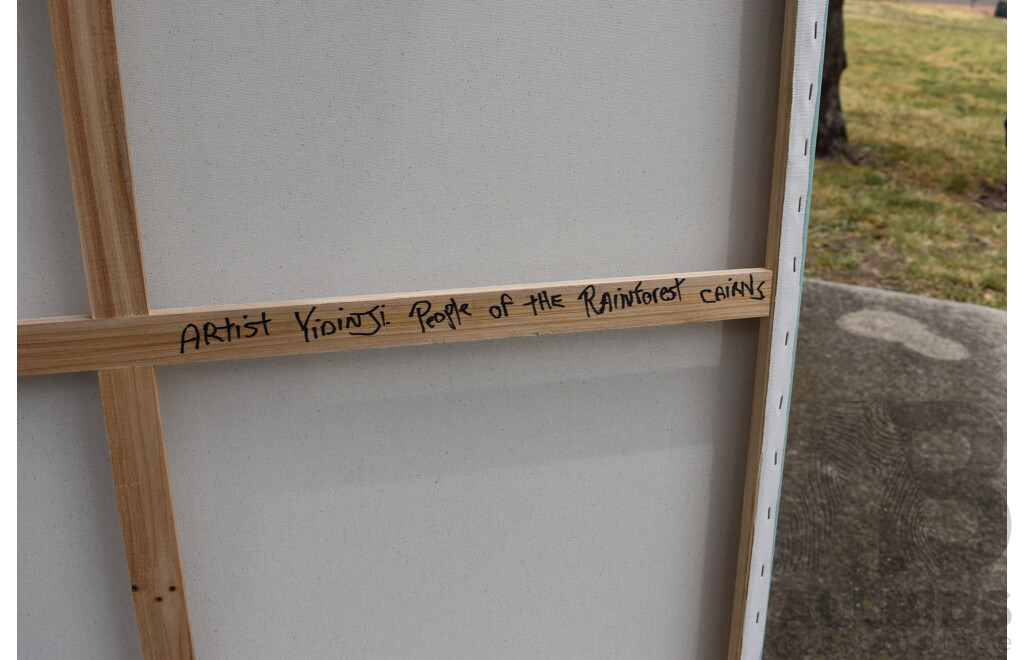 ARTIST YIDINJI. PEOPLE OF THE RAINFOREST CAIRNS